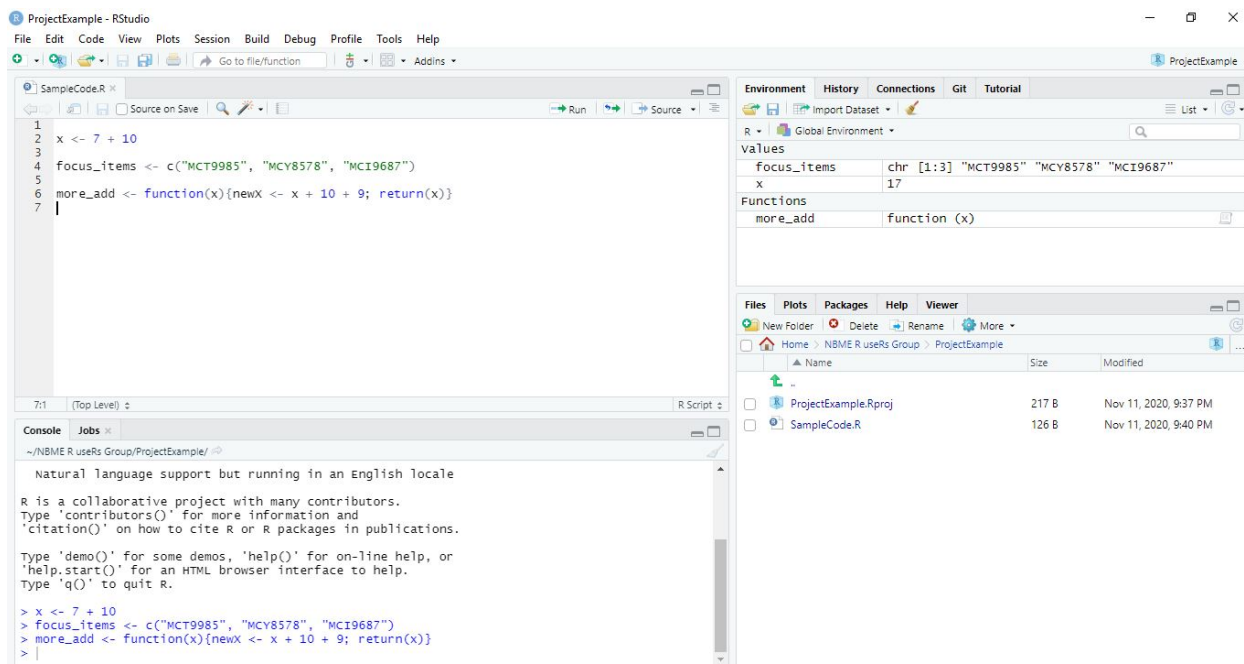 ProjectExample - RStudio
File Edit Code View Plots Session Build Debug Profile Tools Help
Go to file/function Addins ProjectExample
SampleCode.R
Source on Save Run Source
1
2 x <- 7 + 10
3
4 focus_items <- c("MCT9985", "MCY8578", "MCI9687")
5
6 more_add <- function(x){newX <- x + 10 + 9; return(x)}
7
7:1 (Top Level) R Script
Console Jobs
~/NBME R useRs Group/ProjectExample/
Natural language support but running in an English locale
R is a collaborative project with many contributors.
Type 'contributors()' for more information and
'citation()' on how to cite R or R packages in publications.
Type 'demo()' for some demos, 'help()' for on-line help, or
'help.start()' for an HTML browser interface to help.
Type 'q()' to quit R.
> x <- 7 + 10
> focus_items <- c("MCT9985", "MCY8578", "MCI9687")
> more_add <- function(x){newX <- x + 10 + 9; return(x)}
>
Environment History Connections Git Tutorial
Import Dataset List
R Global Environment
Values
focus_items chr [1:3] "MCT9985" "MCY8578" "MCI9687"
x 17
Functions
more_add function (x)
Files Plots Packages Help Viewer
New Folder Delete Rename More
Home > NBME R useRs Group > ProjectExample ...
Name Size Modified
..
ProjectExample.Rproj 217 B Nov 11, 2020, 9:37 PM
SampleCode.R 126 B Nov 11, 2020, 9:40 PM